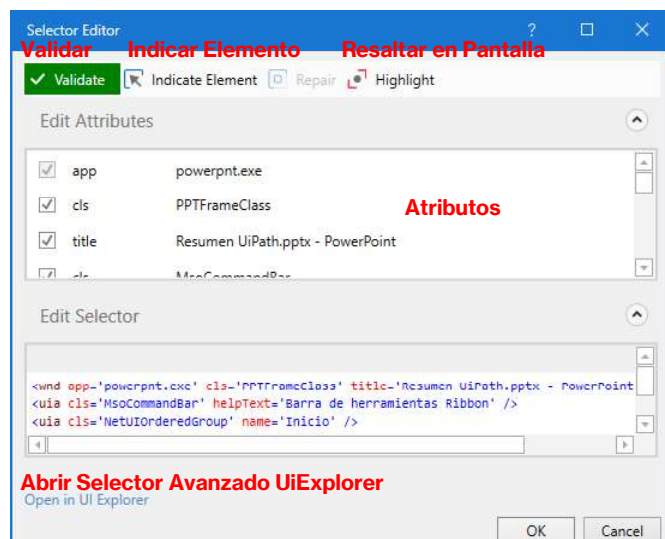 Selector Editor
Validar Indicar Elemento Resaltar en Pantalla
Validate Indicate Element Repair Highlight
Edit Attributes
app powerpnt.exe
cls PPTFrameClass
Atributos
title Resumen UiPath.pptx - PowerPoint
cls MsoCommandBar
Edit Selector
<wnd app='powerpnt.exe' cls='PPTFrameClass' title='Resumen UiPath.pptx - PowerPoint
<uia cls='MsoCommandBar' helpText='Barra de herramientas Ribbon' />
<uia cls='NetUIOrderedGroup' name='Inicio' />
Abrir Selector Avanzado UiExplorer
Open in UI Explorer
OK Cancel